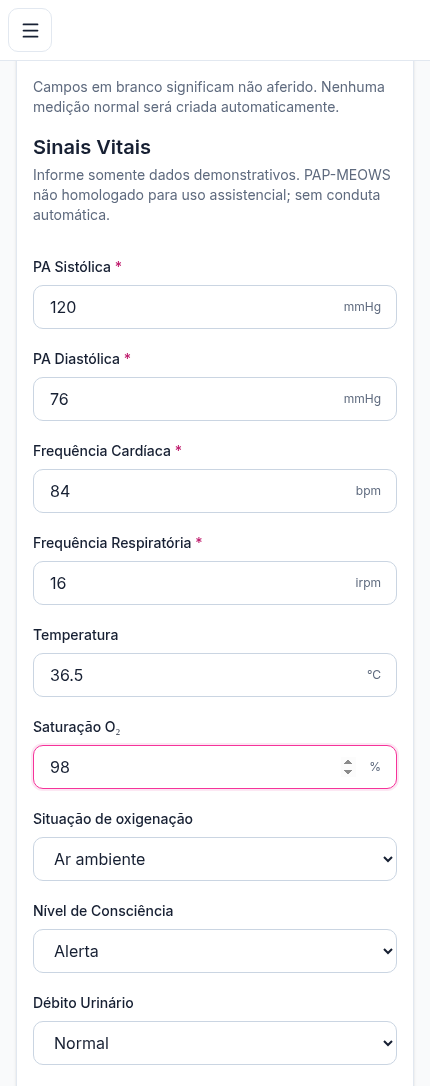 Campos em branco significam não aferido. Nenhuma
medição normal será criada automaticamente.
Sinais Vitais
Informe somente dados demonstrativos. PAP-MEOWS
não homologado para uso assistencial; sem conduta
automática.
PA Sistólica *
120 mmHg
PA Diastólica *
76 mmHg
Frequência Cardíaca *
84 bpm
Frequência Respiratória *
16 irpm
Temperatura
36.5 °C
Saturação O₂
98 %
Situação de oxigenação
Ar ambiente
Nível de Consciência
Alerta
Débito Urinário
Normal